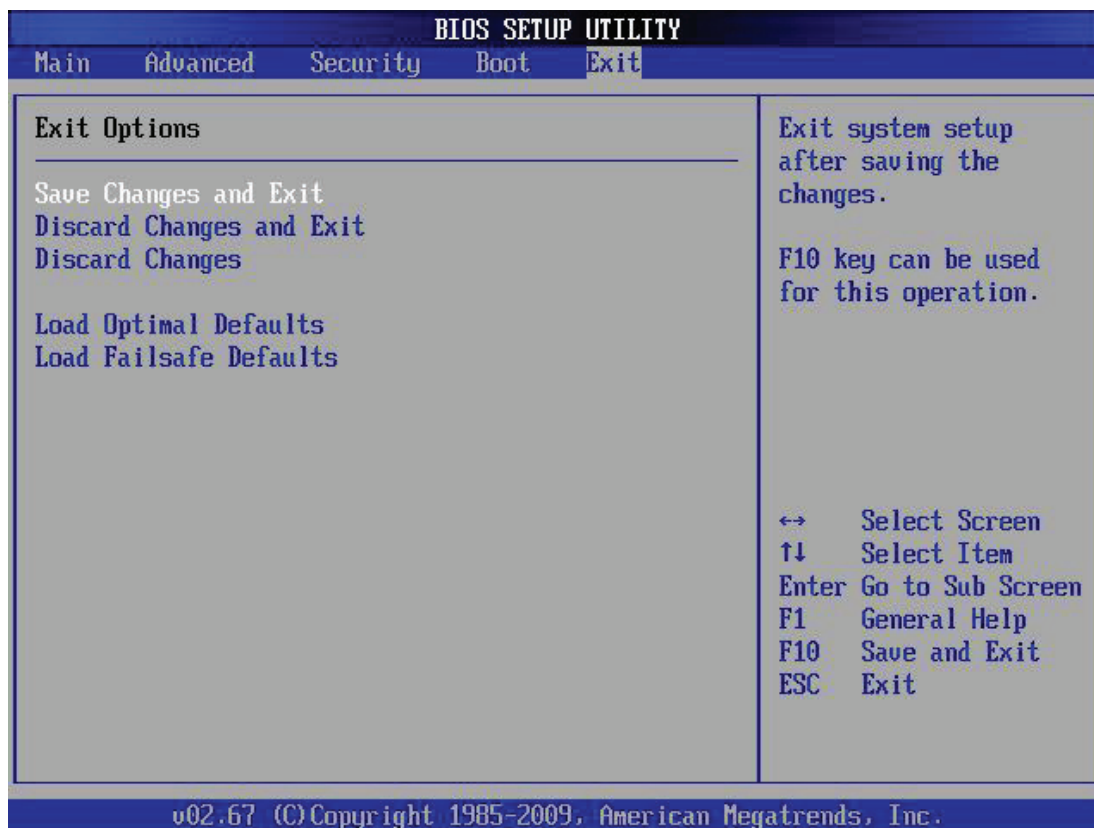 BIOS SETUP UTILITY
Main Advanced Security Boot Exit
Exit Options
Save Changes and Exit
Discard Changes and Exit
Discard Changes
Load Optimal Defaults
Load Failsafe Defaults
Exit system setup
after saving the
changes.
F10 key can be used
for this operation.
↔ Select Screen
↑↓ Select Item
Enter Go to Sub Screen
F1 General Help
F10 Save and Exit
ESC Exit
v02.67 (C)Copyright 1985-2009, American Megatrends, Inc.